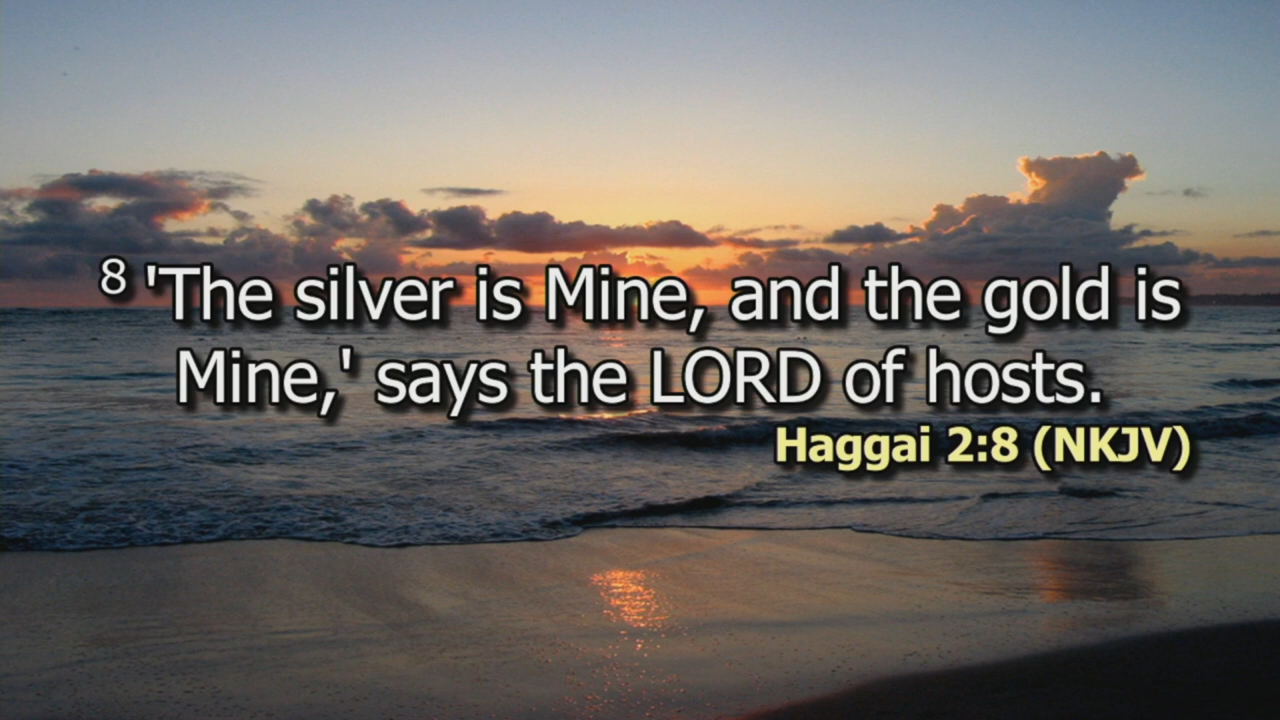 8 'The silver is Mine, and the gold is
Mine,' says the LORD of hosts.
Haggai 2:8 (NKJV)